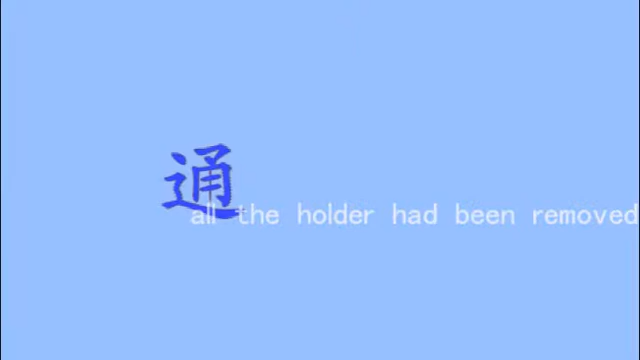 通
all the holder had been removed